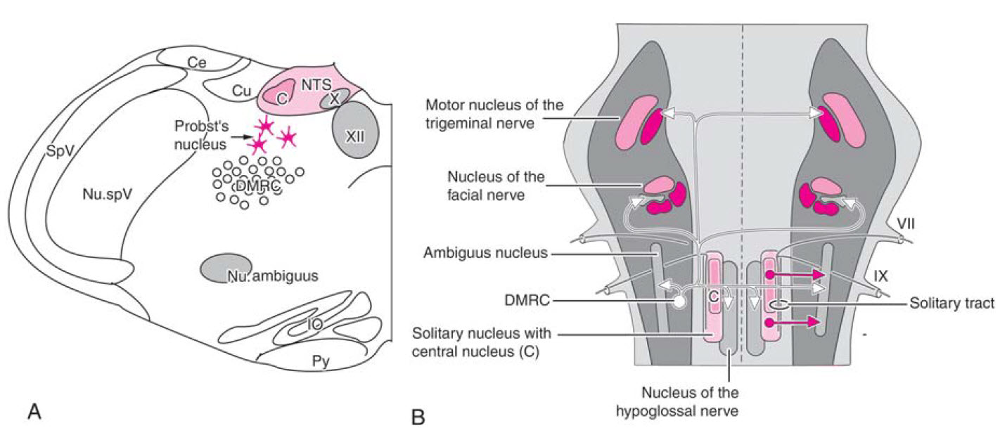 Ce
Cu
NTS
C
X
XII
Probst's
nucleus
SpV
Nu.spV
DMRC
Nu.ambiguus
IO
Py
A
Motor nucleus of the
trigeminal nerve
Nucleus of the
facial nerve
VII
Ambiguus nucleus
IX
C
DMRC
Solitary tract
Solitary nucleus with
central nucleus (C)
Nucleus of the
hypoglossal nerve
B